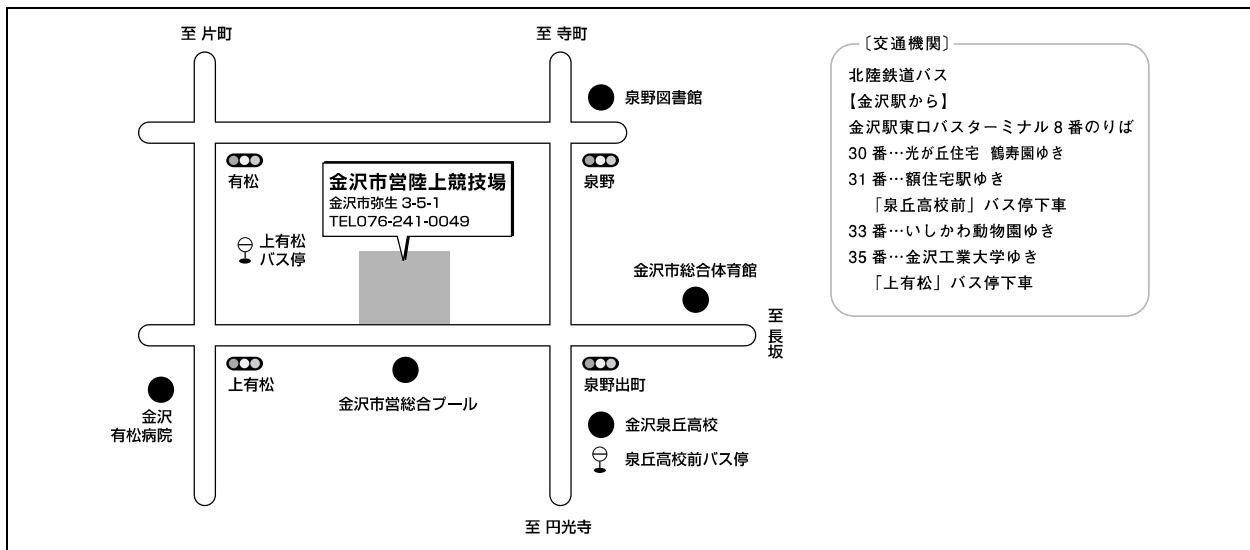 至 片町
至 寺町
泉野図書館
有松
金沢市営陸上競技場
金沢市弥生 3-5-1
TEL076-241-0049
泉野
上有松
バス停
金沢市総合体育館
至 長坂
上有松
金沢市営総合プール
泉野出町
金沢
有松病院
金沢泉丘高校
泉丘高校前バス停
至 円光寺
〔交通機関〕
北陸鉄道バス
【金沢駅から】
金沢駅東口バスターミナル 8 番のりば
30 番…光が丘住宅 鶴寿園ゆき
31 番…額住宅駅ゆき
「泉丘高校前」バス停下車
33 番…いしかわ動物園ゆき
35 番…金沢工業大学ゆき
「上有松」バス停下車